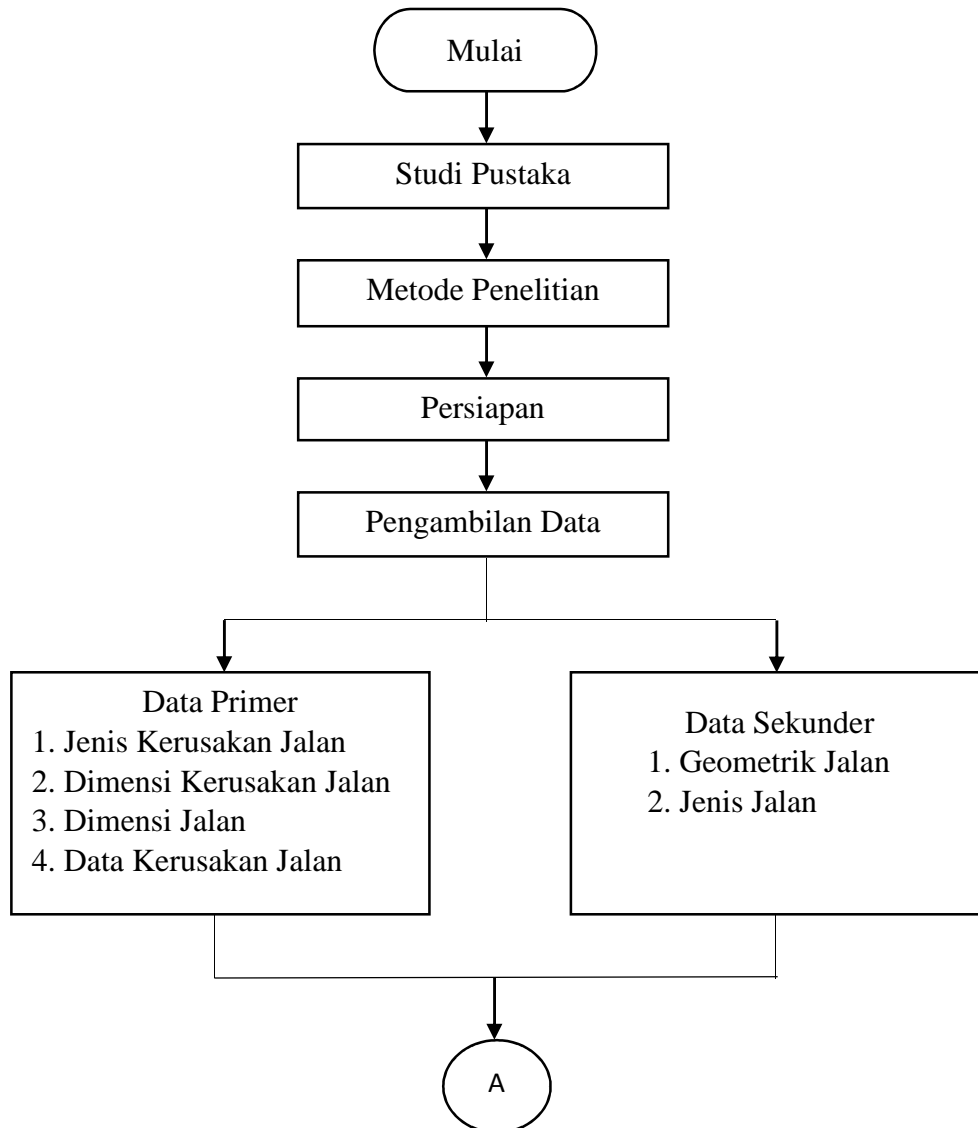 Mulai
Studi Pustaka
Metode Penelitian
Persiapan
Pengambilan Data
Data Primer
1. Jenis Kerusakan Jalan
2. Dimensi Kerusakan Jalan
3. Dimensi Jalan
4. Data Kerusakan Jalan
Data Sekunder
1. Geometrik Jalan
2. Jenis Jalan
A